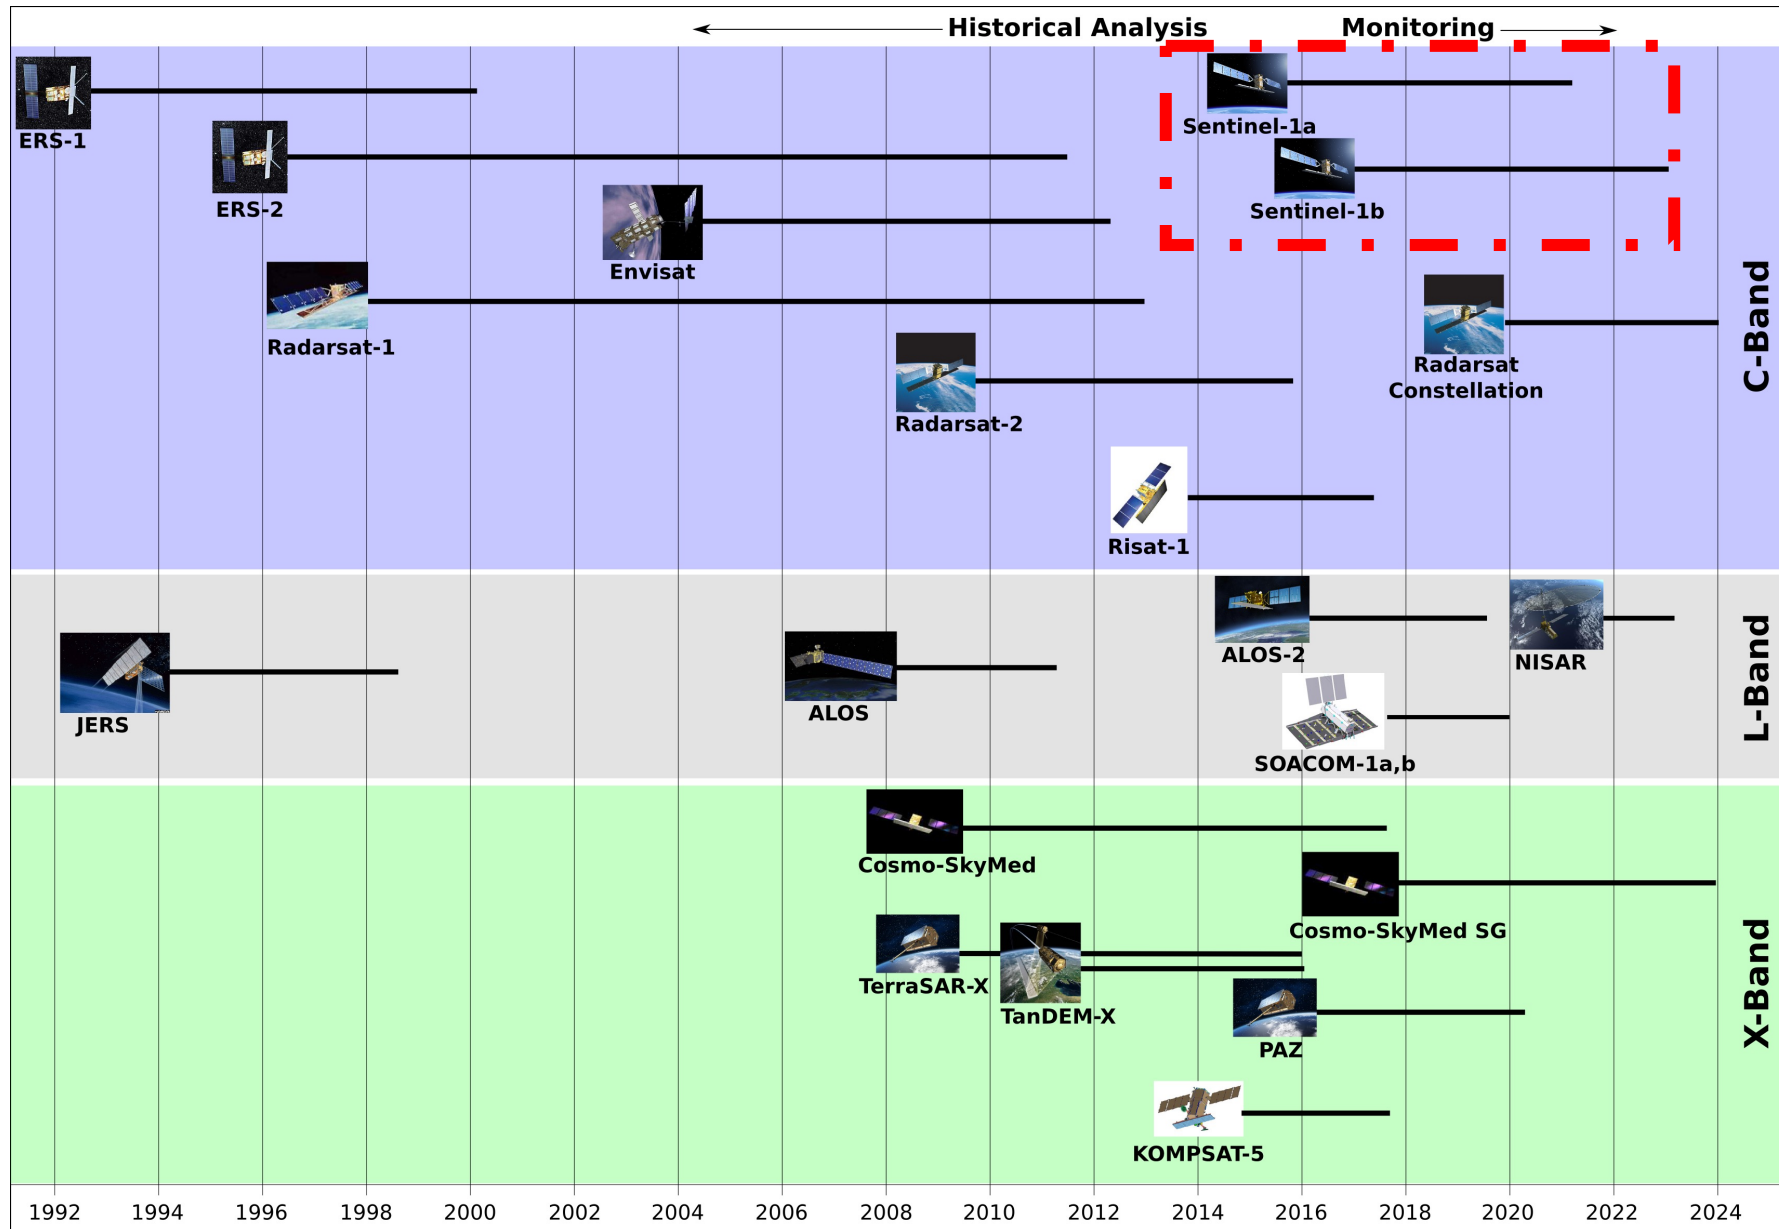 Historical Analysis
Monitoring
ERS-1
ERS-2
Envisat
Radarsat-1
Radarsat-2
Risat-1
Sentinel-1a
Sentinel-1b
Radarsat
Constellation
C-Band
JERS
ALOS
ALOS-2
NISAR
SOACOM-1a,b
L-Band
Cosmo-SkyMed
Cosmo-SkyMed SG
TerraSAR-X
TanDEM-X
PAZ
KOMPSAT-5
X-Band
1992 1994 1996 1998 2000 2002 2004 2006 2008 2010 2012 2014 2016 2018 2020 2022 2024